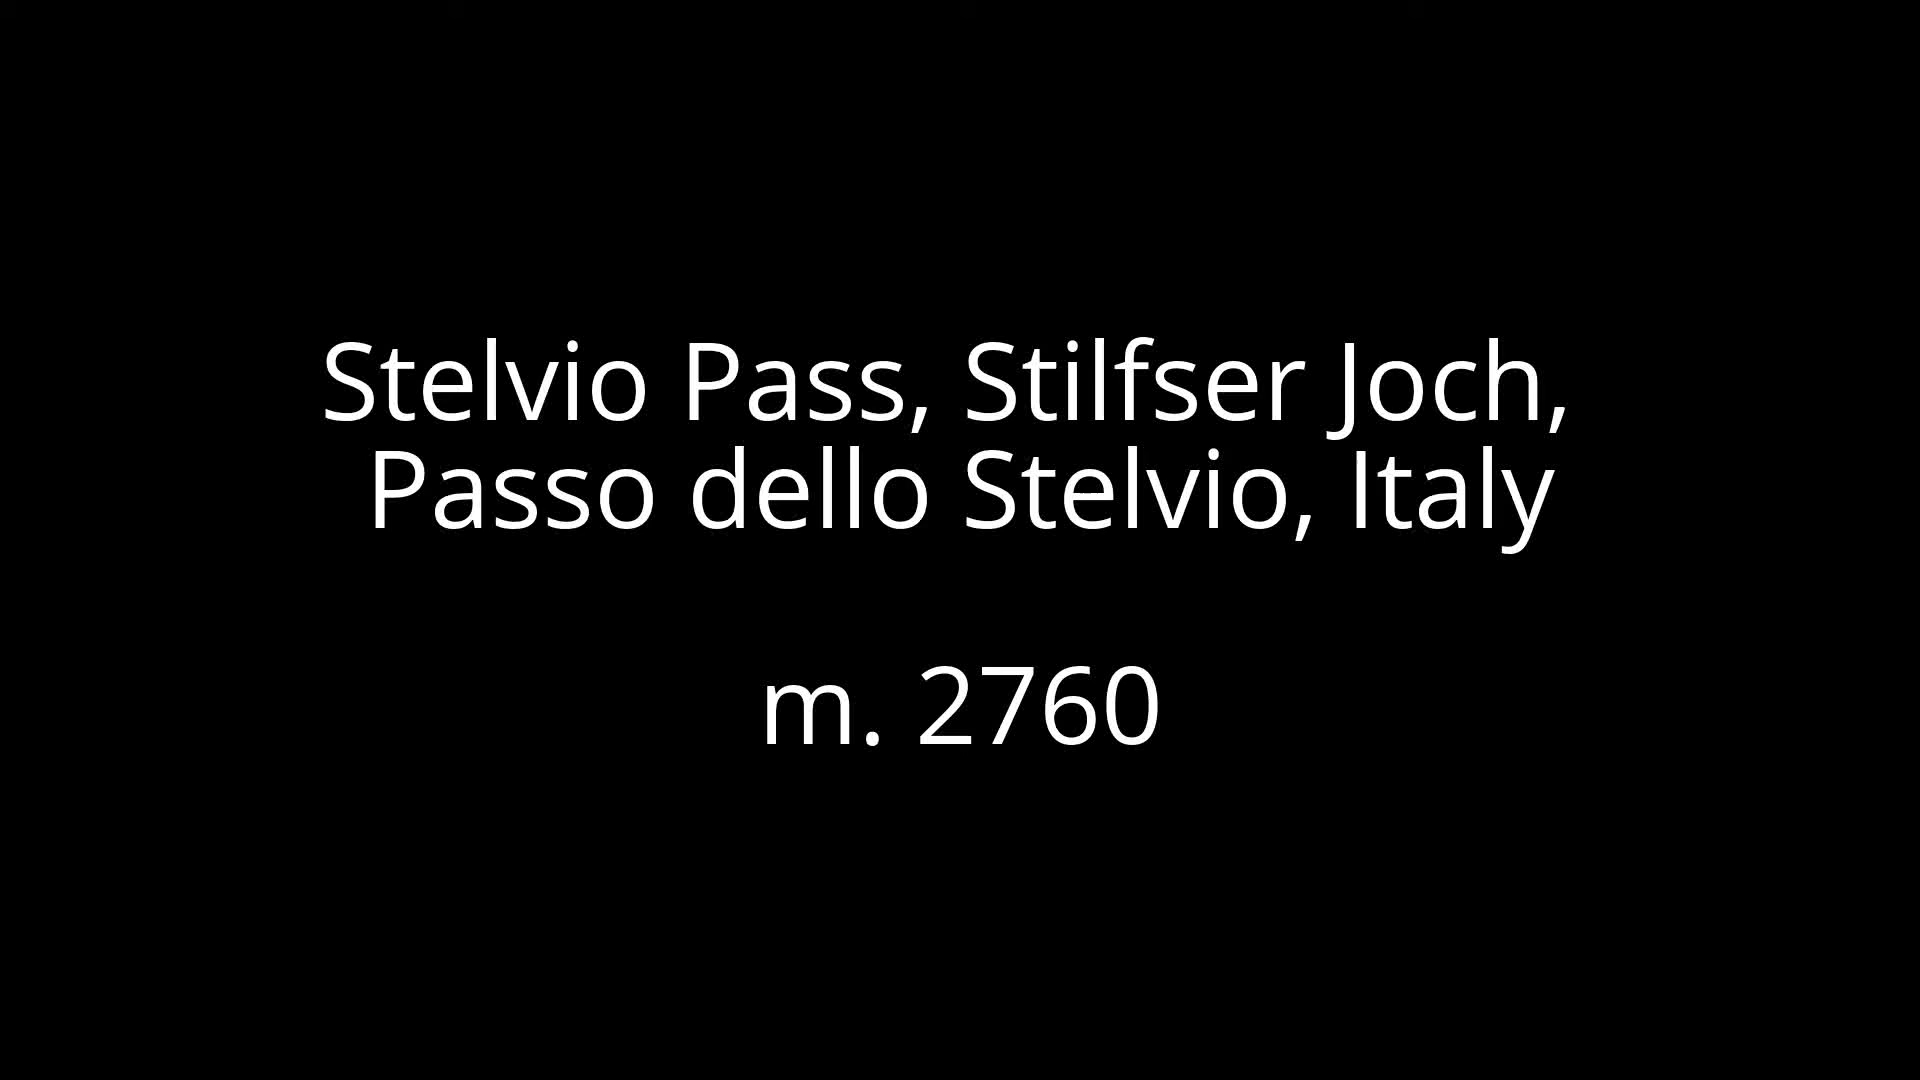 Stelvio Pass, Stilfser Joch,
Passo dello Stelvio, Italy
m. 2760